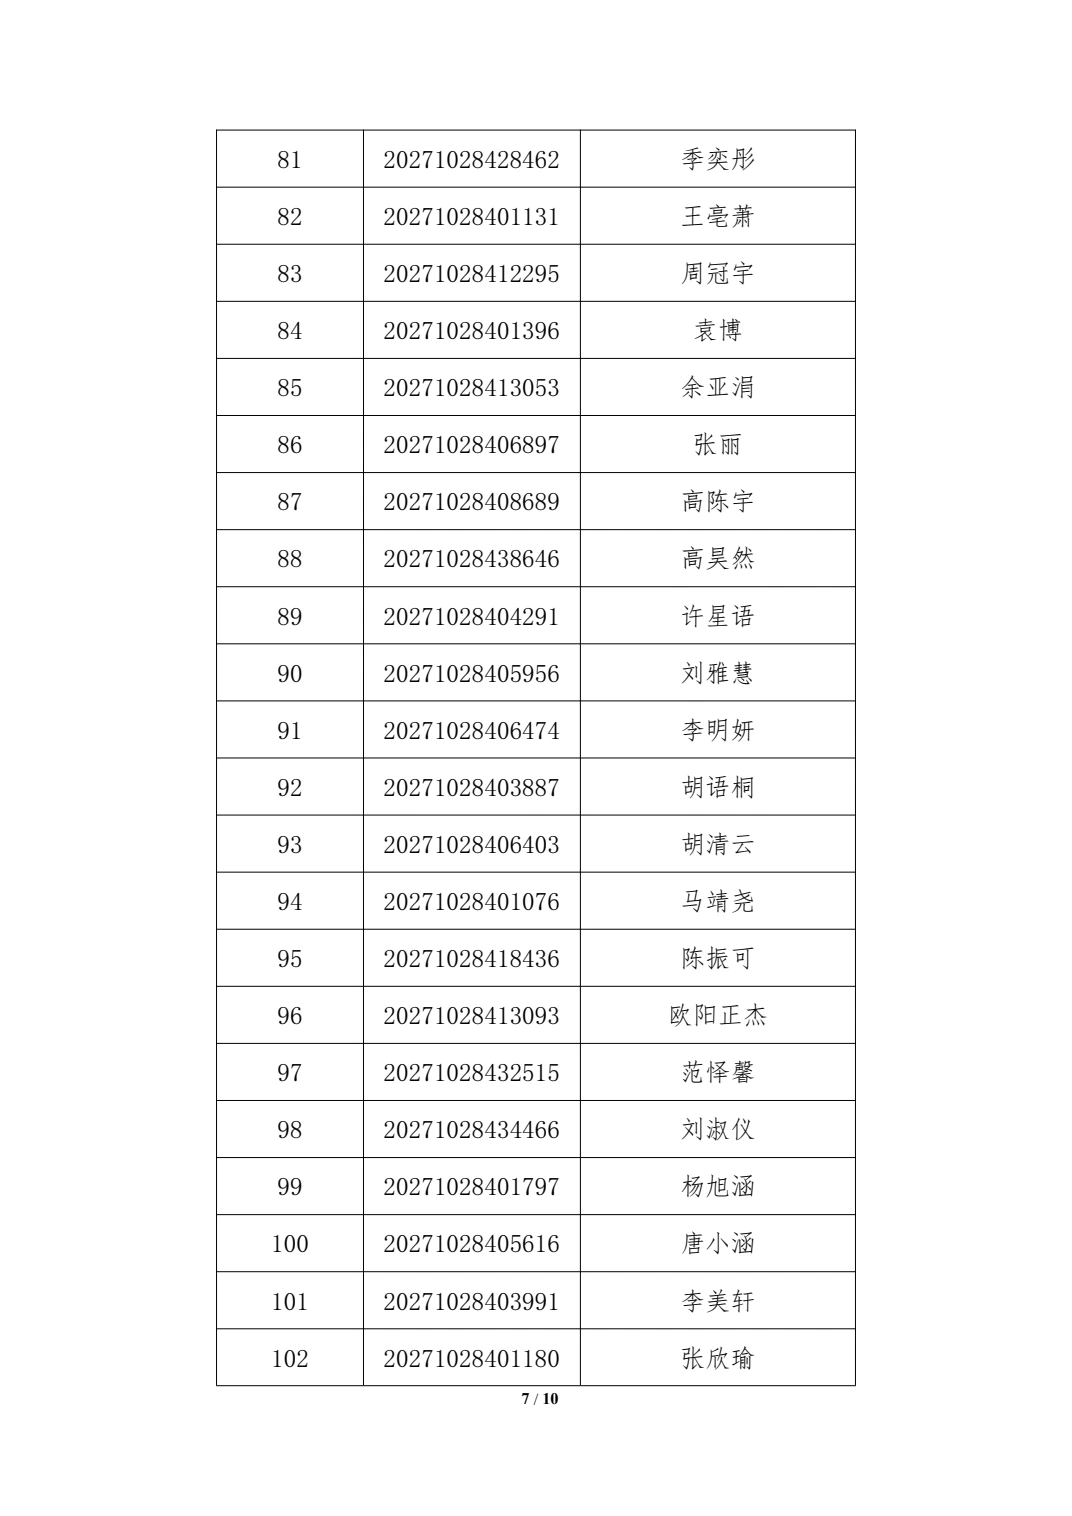 81 20271028428462 季奕彤
82 20271028401131 王亳萧
83 20271028412295 周冠宇
84 20271028401396 袁博
85 20271028413053 余亚涓
86 20271028406897 张丽
87 20271028408689 高陈宇
88 20271028438646 高昊然
89 20271028404291 许星语
90 20271028405956 刘雅慧
91 20271028406474 李明妍
92 20271028403887 胡语桐
93 20271028406403 胡清云
94 20271028401076 马靖尧
95 20271028418436 陈振可
96 20271028413093 欧阳正杰
97 20271028432515 范怿馨
98 20271028434466 刘淑仪
99 20271028401797 杨旭涵
100 20271028405616 唐小涵
101 20271028403991 李美轩
102 20271028401180 张欣瑜
7 / 10